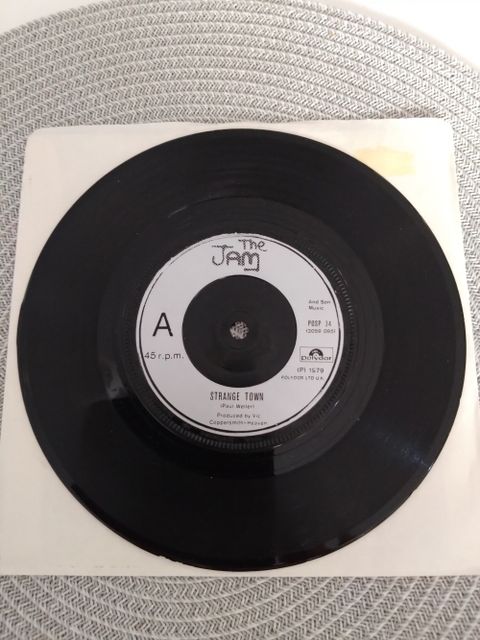 The
JAM
And Son
Music
A
POSP 34
(2059 095)
45 r.p.m.
polydor
(P) 1979
POLYDOR LTD U.K.
STRANGE TOWN
(Paul Weller)
Produced by Vic
Coppersmith-Heaven